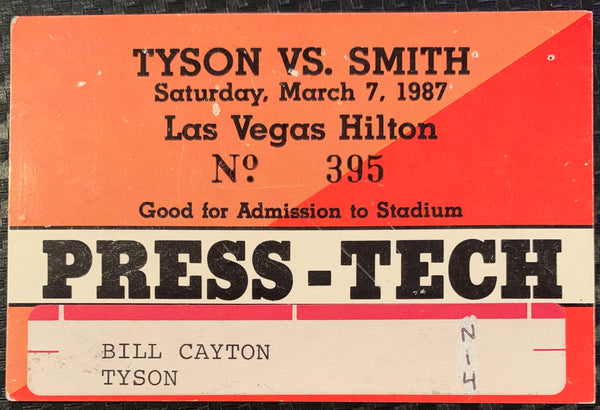 TYSON VS. SMITH
Saturday, March 7, 1987
Las Vegas Hilton
Nº 395
Good for Admission to Stadium
PRESS-TECH
BILL CAYTON
TYSON
N-4